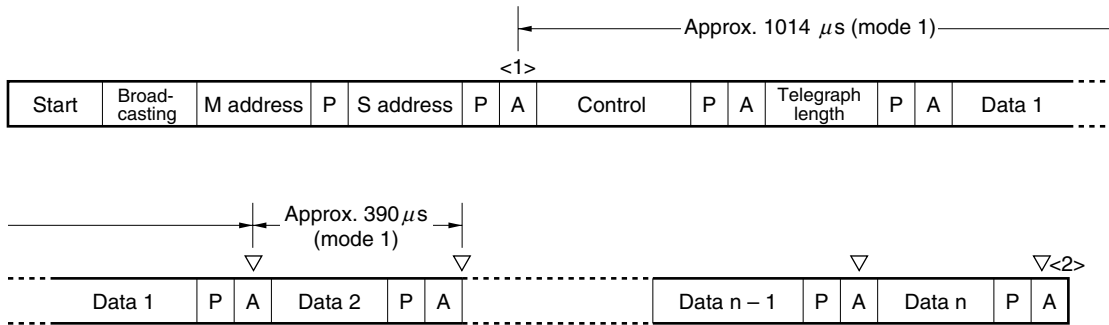 Approx. 1014 μs (mode 1)
<1>
Start Broad-casting M address P S address P A Control P A Telegraph length P A Data 1
Approx. 390 μs
(mode 1)
<2>
Data 1 P A Data 2 P A Data n – 1 P A Data n P A